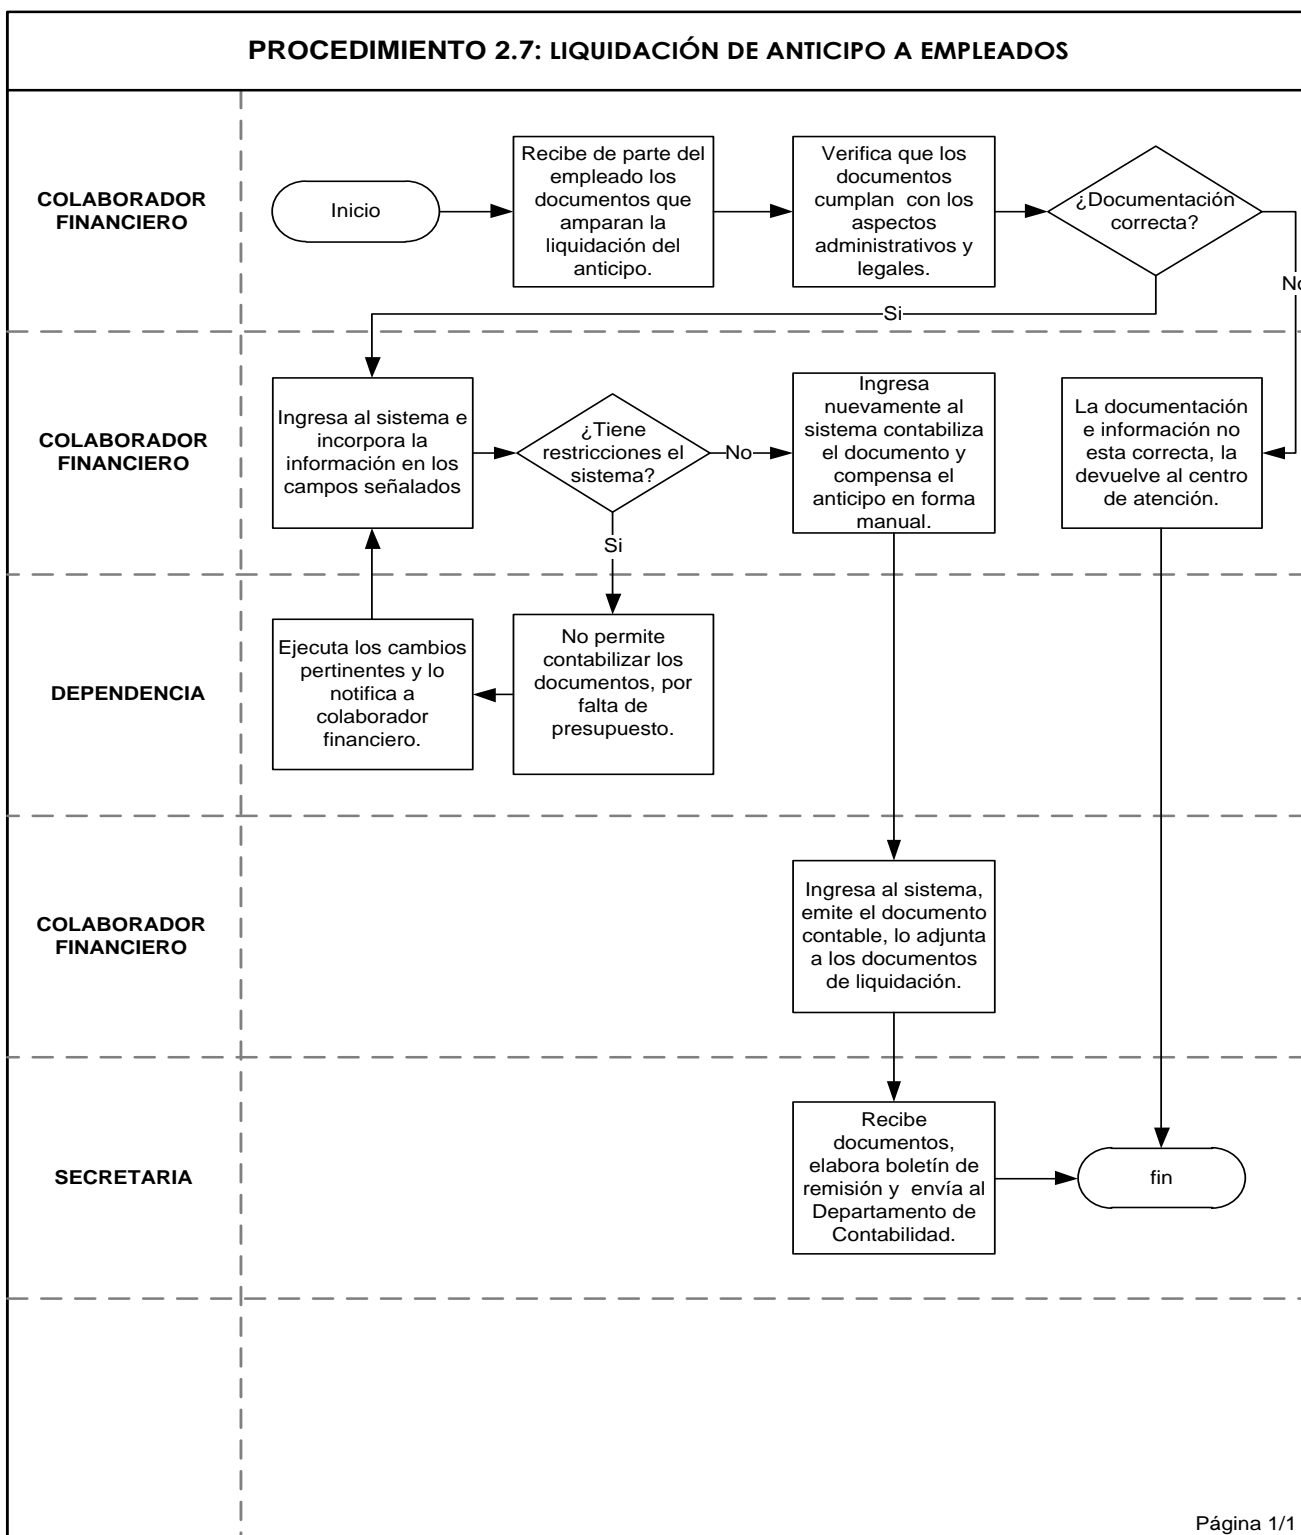 PROCEDIMIENTO 2.7: LIQUIDACIÓN DE ANTICIPO A EMPLEADOS
COLABORADOR
FINANCIERO
Inicio
Recibe de parte del
empleado los
documentos que
amparan la
liquidación del
anticipo.
Verifica que los
documentos
cumplan con los
aspectos
administrativos y
legales.
¿Documentación
correcta?
No
Si
COLABORADOR
FINANCIERO
Ingresa al sistema e
incorpora la
información en los
campos señalados
¿Tiene
restricciones el
sistema?
No
Si
Ingresa
nuevamente al
sistema contabiliza
el documento y
compensa el
anticipo en forma
manual.
La documentación
e información no
esta correcta, la
devuelve al centro
de atención.
DEPENDENCIA
Ejecuta los cambios
pertinentes y lo
notifica a
colaborador
financiero.
No permite
contabilizar los
documentos, por
falta de
presupuesto.
COLABORADOR
FINANCIERO
Ingresa al sistema,
emite el documento
contable, lo adjunta
a los documentos
de liquidación.
SECRETARIA
Recibe
documentos,
elabora boletín de
remisión y envía al
Departamento de
Contabilidad.
fin
Página 1/1